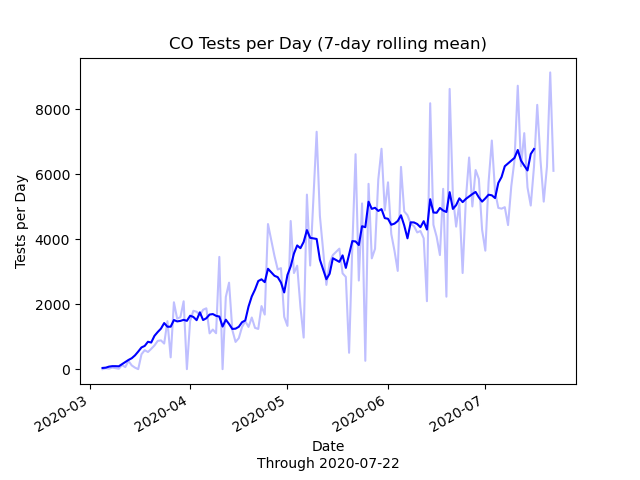 CO Tests per Day (7-day rolling mean)
Tests per Day
8000
6000
4000
2000
0
2020-03
2020-04
2020-05
2020-06
2020-07
Date
Through 2020-07-22